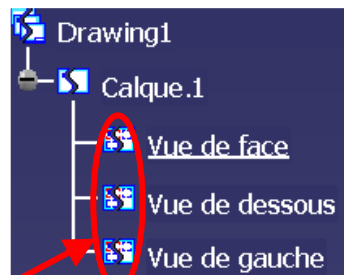 Drawing1
Calque.1
Vue de face
Vue de dessous
Vue de gauche